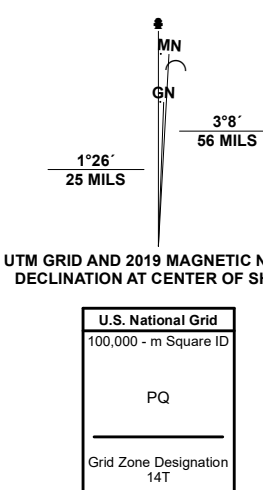 MN
GN
3°8´
56 MILS
1°26´
25 MILS
UTM GRID AND 2019 MAGNETIC N
DECLINATION AT CENTER OF SH
U.S. National Grid
100,000 - m Square ID
PQ
Grid Zone Designation
14T